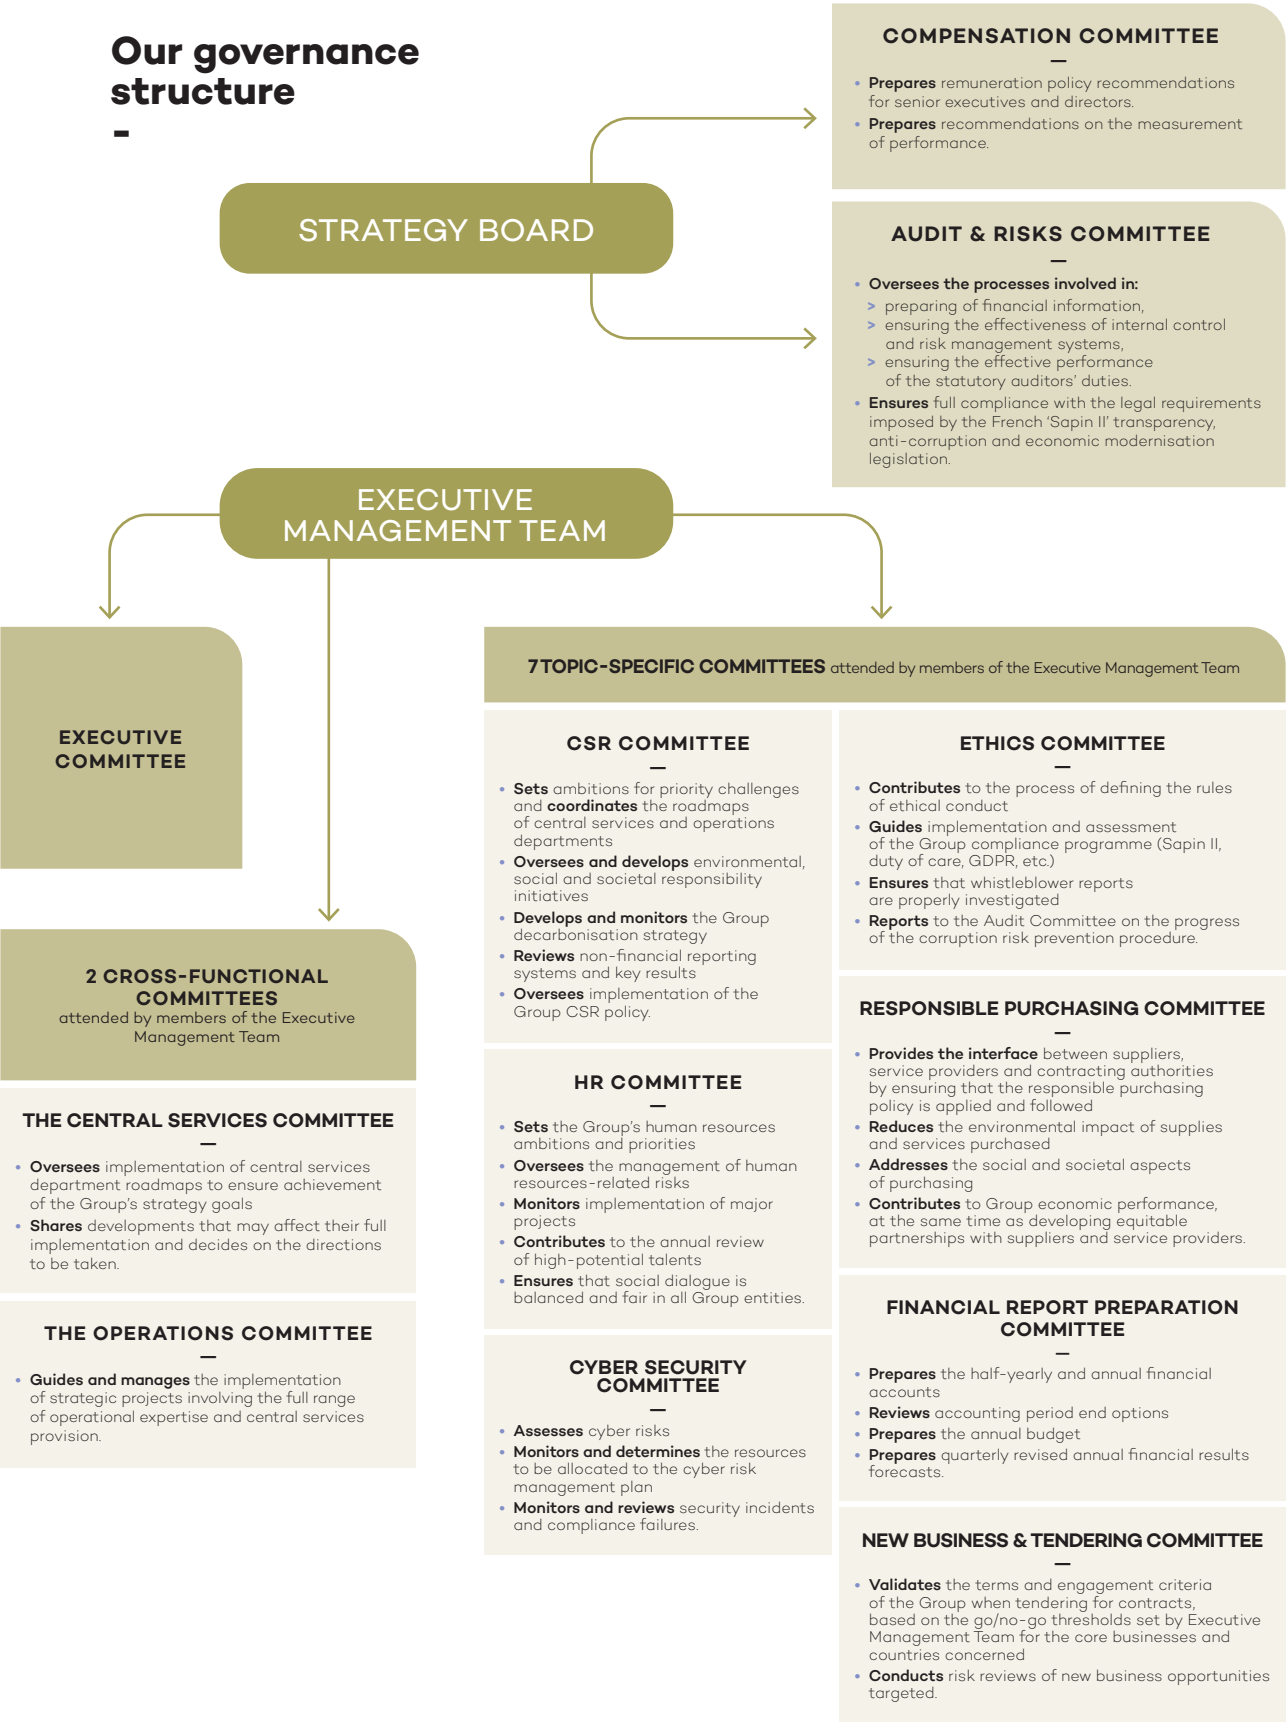 Our governance
structure
-
STRATEGY BOARD
COMPENSATION COMMITTEE
—
• Prepares remuneration policy recommendations
for senior executives and directors.
• Prepares recommendations on the measurement
of performance.
AUDIT & RISKS COMMITTEE
—
• Oversees the processes involved in:
> preparing of financial information,
> ensuring the effectiveness of internal control
and risk management systems,
> ensuring the effective performance
of the statutory auditors’ duties.
• Ensures full compliance with the legal requirements
imposed by the French ‘Sapin II’ transparency,
anti-corruption and economic modernisation
legislation.
EXECUTIVE
MANAGEMENT TEAM
EXECUTIVE
COMMITTEE
2 CROSS-FUNCTIONAL
COMMITTEES
attended by members of the Executive
Management Team
THE CENTRAL SERVICES COMMITTEE
—
• Oversees implementation of central services
department roadmaps to ensure achievement
of the Group’s strategy goals
• Shares developments that may affect their full
implementation and decides on the directions
to be taken.
THE OPERATIONS COMMITTEE
—
• Guides and manages the implementation
of strategic projects involving the full range
of operational expertise and central services
provision.
7 TOPIC-SPECIFIC COMMITTEES attended by members of the Executive Management Team
CSR COMMITTEE
—
• Sets ambitions for priority challenges
and coordinates the roadmaps
of central services and operations
departments
• Oversees and develops environmental,
social and societal responsibility
initiatives
• Develops and monitors the Group
decarbonisation strategy
• Reviews non-financial reporting
systems and key results
• Oversees implementation of the
Group CSR policy.
HR COMMITTEE
—
• Sets the Group’s human resources
ambitions and priorities
• Oversees the management of human
resources-related risks
• Monitors implementation of major
projects
• Contributes to the annual review
of high-potential talents
• Ensures that social dialogue is
balanced and fair in all Group entities.
CYBER SECURITY
COMMITTEE
—
• Assesses cyber risks
• Monitors and determines the resources
to be allocated to the cyber risk
management plan
• Monitors and reviews security incidents
and compliance failures.
ETHICS COMMITTEE
—
• Contributes to the process of defining the rules
of ethical conduct
• Guides implementation and assessment
of the Group compliance programme (Sapin II,
duty of care, GDPR, etc.)
• Ensures that whistleblower reports
are properly investigated
• Reports to the Audit Committee on the progress
of the corruption risk prevention procedure.
RESPONSIBLE PURCHASING COMMITTEE
—
• Provides the interface between suppliers,
service providers and contracting authorities
by ensuring that the responsible purchasing
policy is applied and followed
• Reduces the environmental impact of supplies
and services purchased
• Addresses the social and societal aspects
of purchasing
• Contributes to Group economic performance,
at the same time as developing equitable
partnerships with suppliers and service providers.
FINANCIAL REPORT PREPARATION
COMMITTEE
—
• Prepares the half-yearly and annual financial
accounts
• Reviews accounting period end options
• Prepares the annual budget
• Prepares quarterly revised annual financial results
forecasts.
NEW BUSINESS & TENDERING COMMITTEE
—
• Validates the terms and engagement criteria
of the Group when tendering for contracts,
based on the go/no-go thresholds set by Executive
Management Team for the core businesses and
countries concerned
• Conducts risk reviews of new business opportunities
targeted.